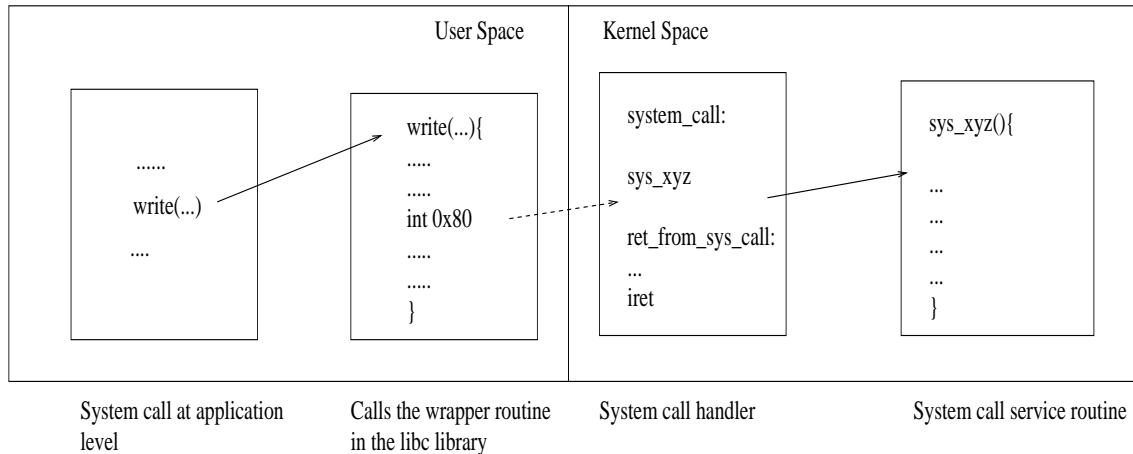 User Space
Kernel Space
......
write(...)
....
write(...){
.....
.....
int 0x80
.....
.....
}
system_call:
sys_xyz
ret_from_sys_call:
...
iret
sys_xyz(){
...
...
...
...
}
System call at application
level
Calls the wrapper routine
in the libc library
System call handler
System call service routine